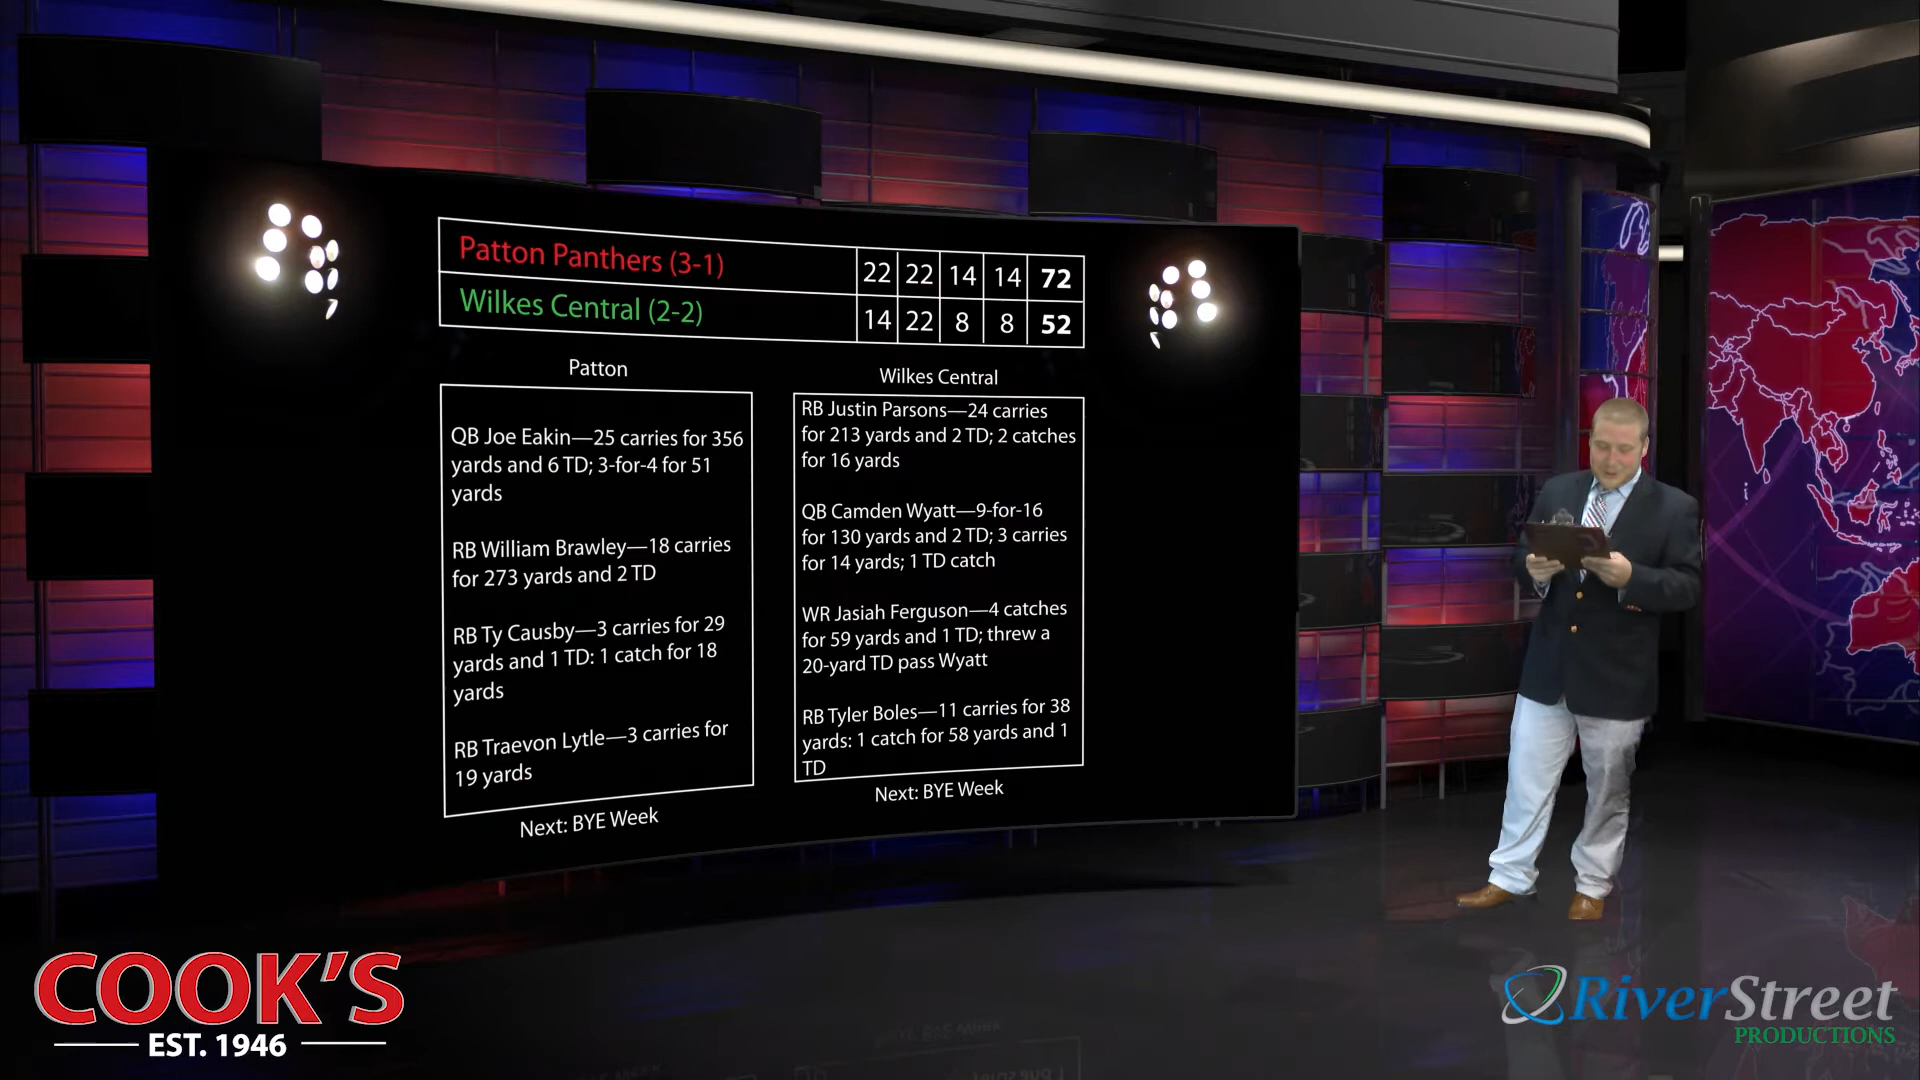 Patton Panthers (3-1) 22 22 14 14 72
Wilkes Central (2-2) 14 22 8 8 52
Patton
QB Joe Eakin—25 carries for 356
yards and 6 TD; 3-for-4 for 51
yards
RB William Brawley—18 carries
for 273 yards and 2 TD
RB Ty Causby—3 carries for 29
yards and 1 TD: 1 catch for 18
yards
RB Traevon Lytle—3 carries for
19 yards
Next: BYE Week
Wilkes Central
RB Justin Parsons—24 carries
for 213 yards and 2 TD; 2 catches
for 16 yards
QB Camden Wyatt—9-for-16
for 130 yards and 2 TD; 3 carries
for 14 yards; 1 TD catch
WR Jasiah Ferguson—4 catches
for 59 yards and 1 TD; threw a
20-yard TD pass Wyatt
RB Tyler Boles—11 carries for 38
yards: 1 catch for 58 yards and 1
TD
Next: BYE Week
COOK'S
EST. 1946
RiverStreet
PRODUCTIONS